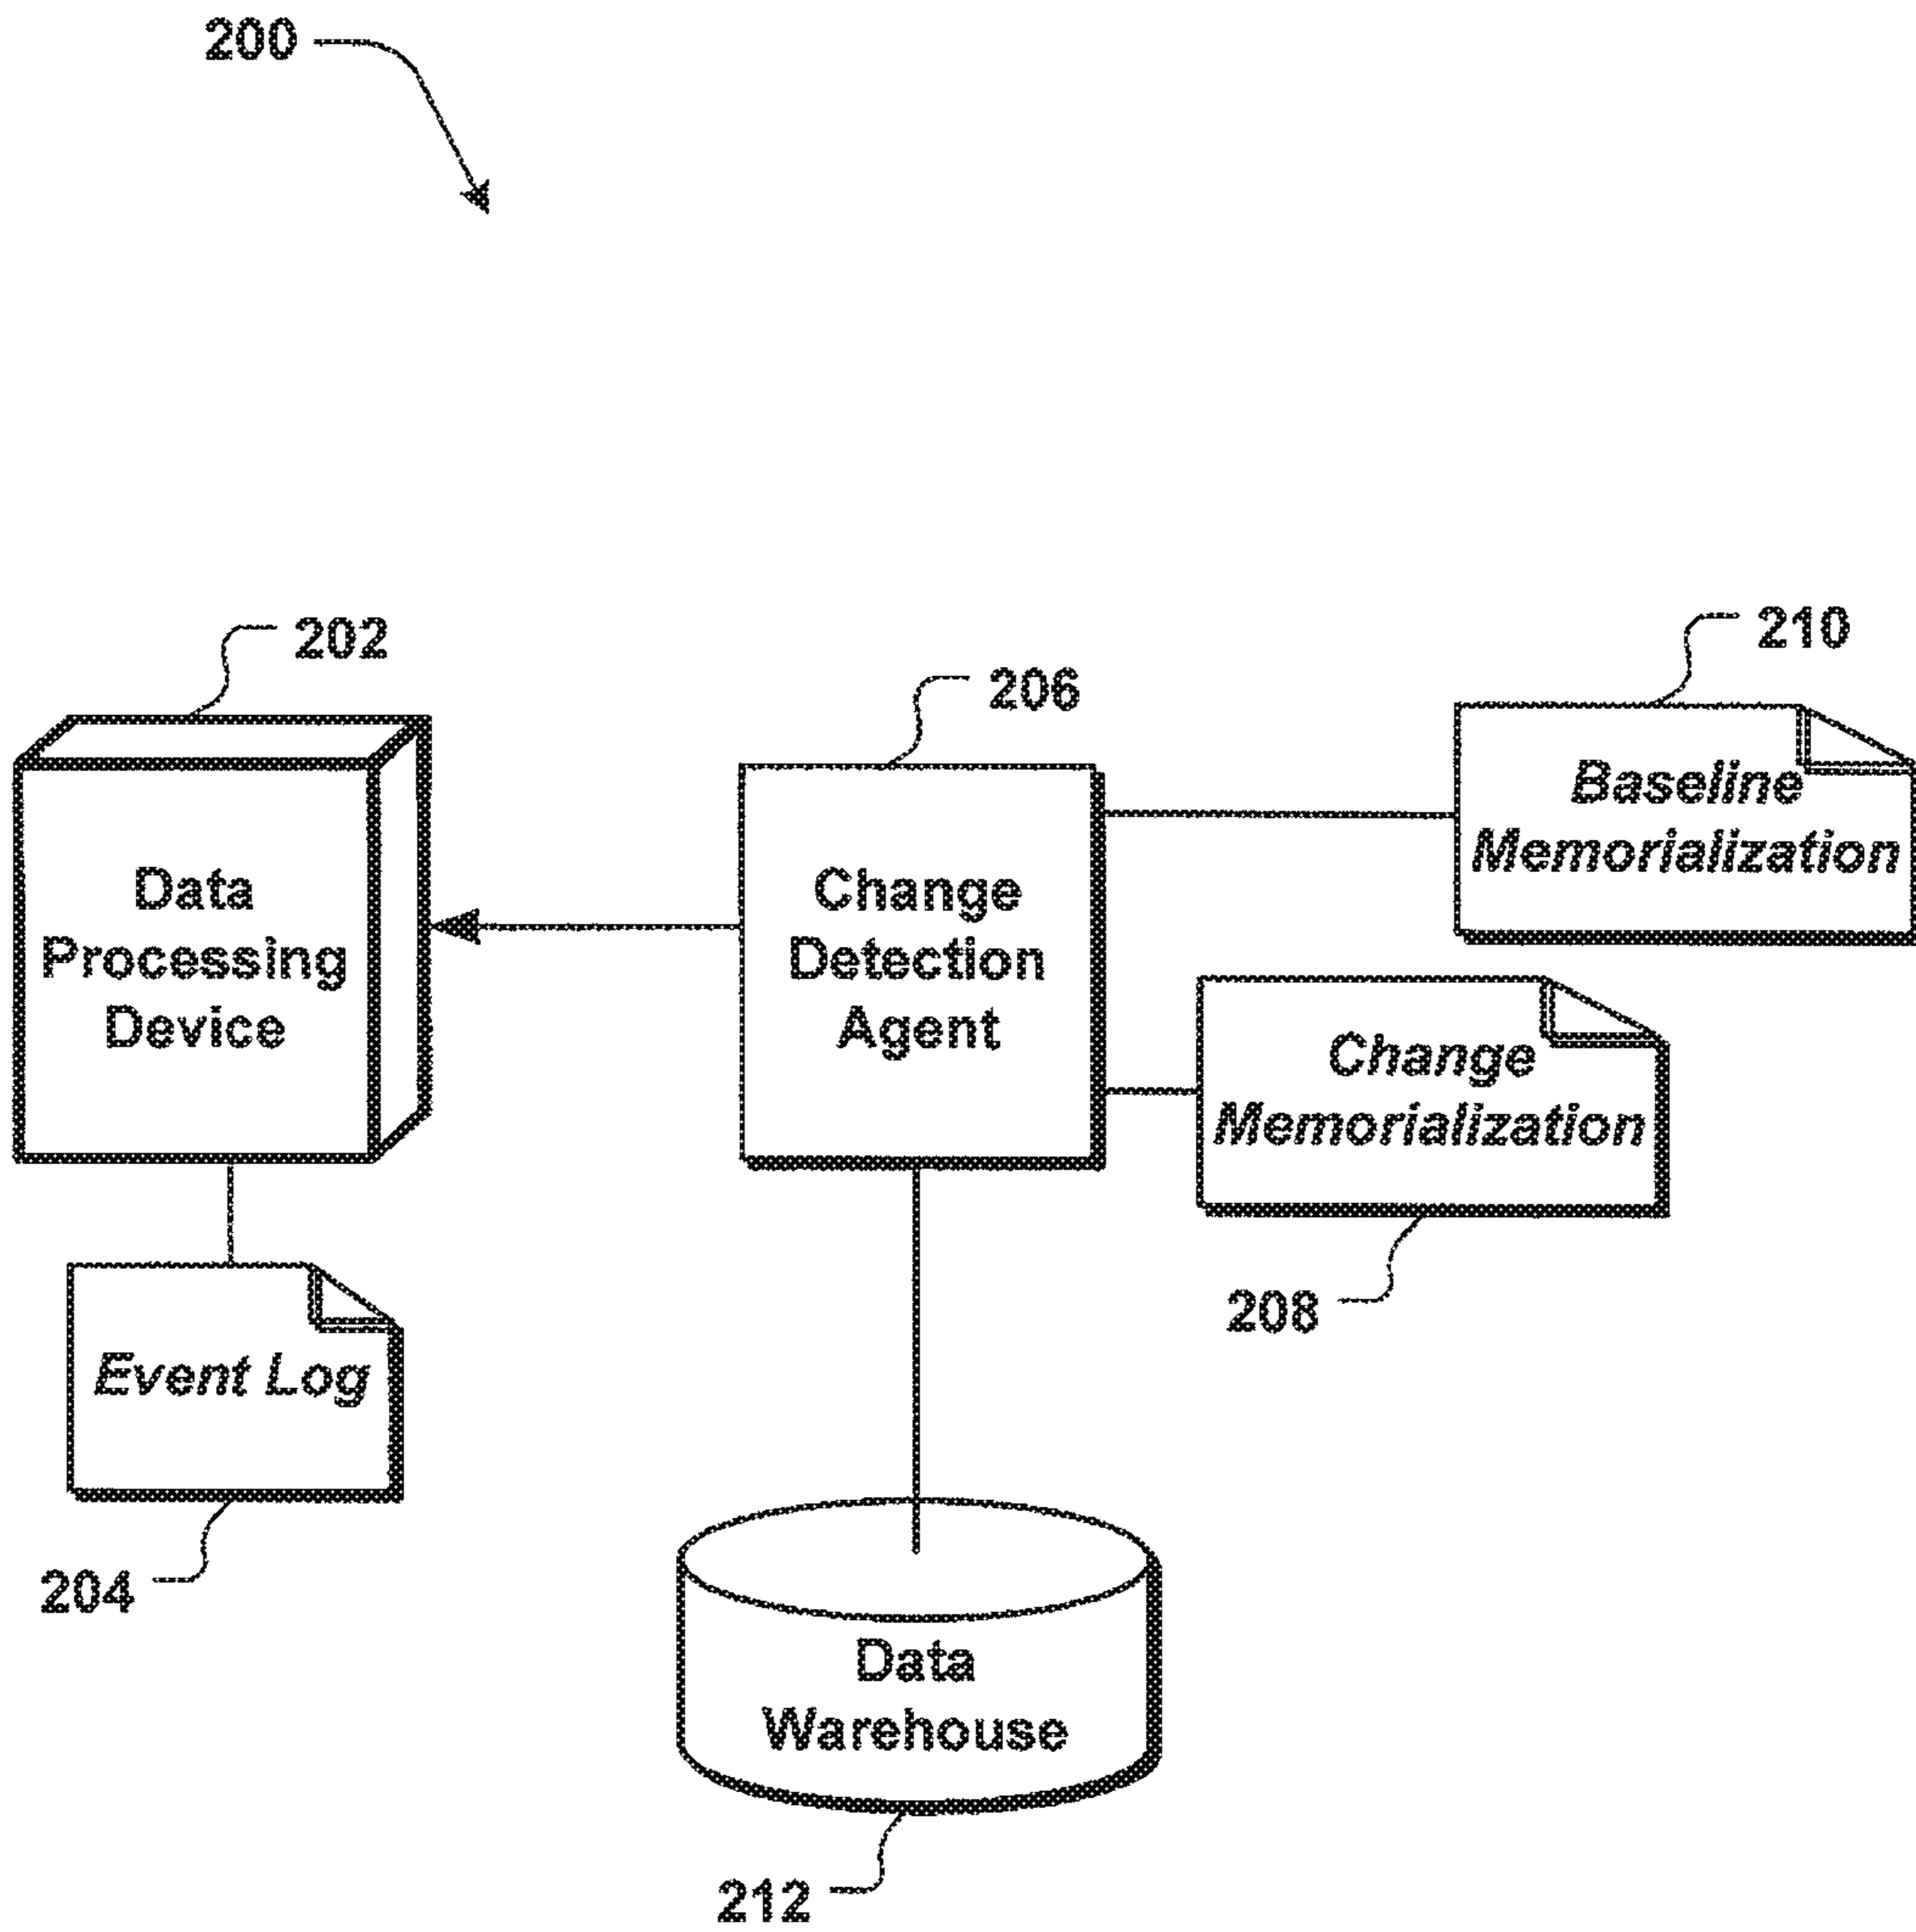 200
202
206
210
Data
Processing
Device
Change
Detection
Agent
Baseline
Memorialization
Change
Memorialization
208
Event Log
204
Data
Warehouse
212